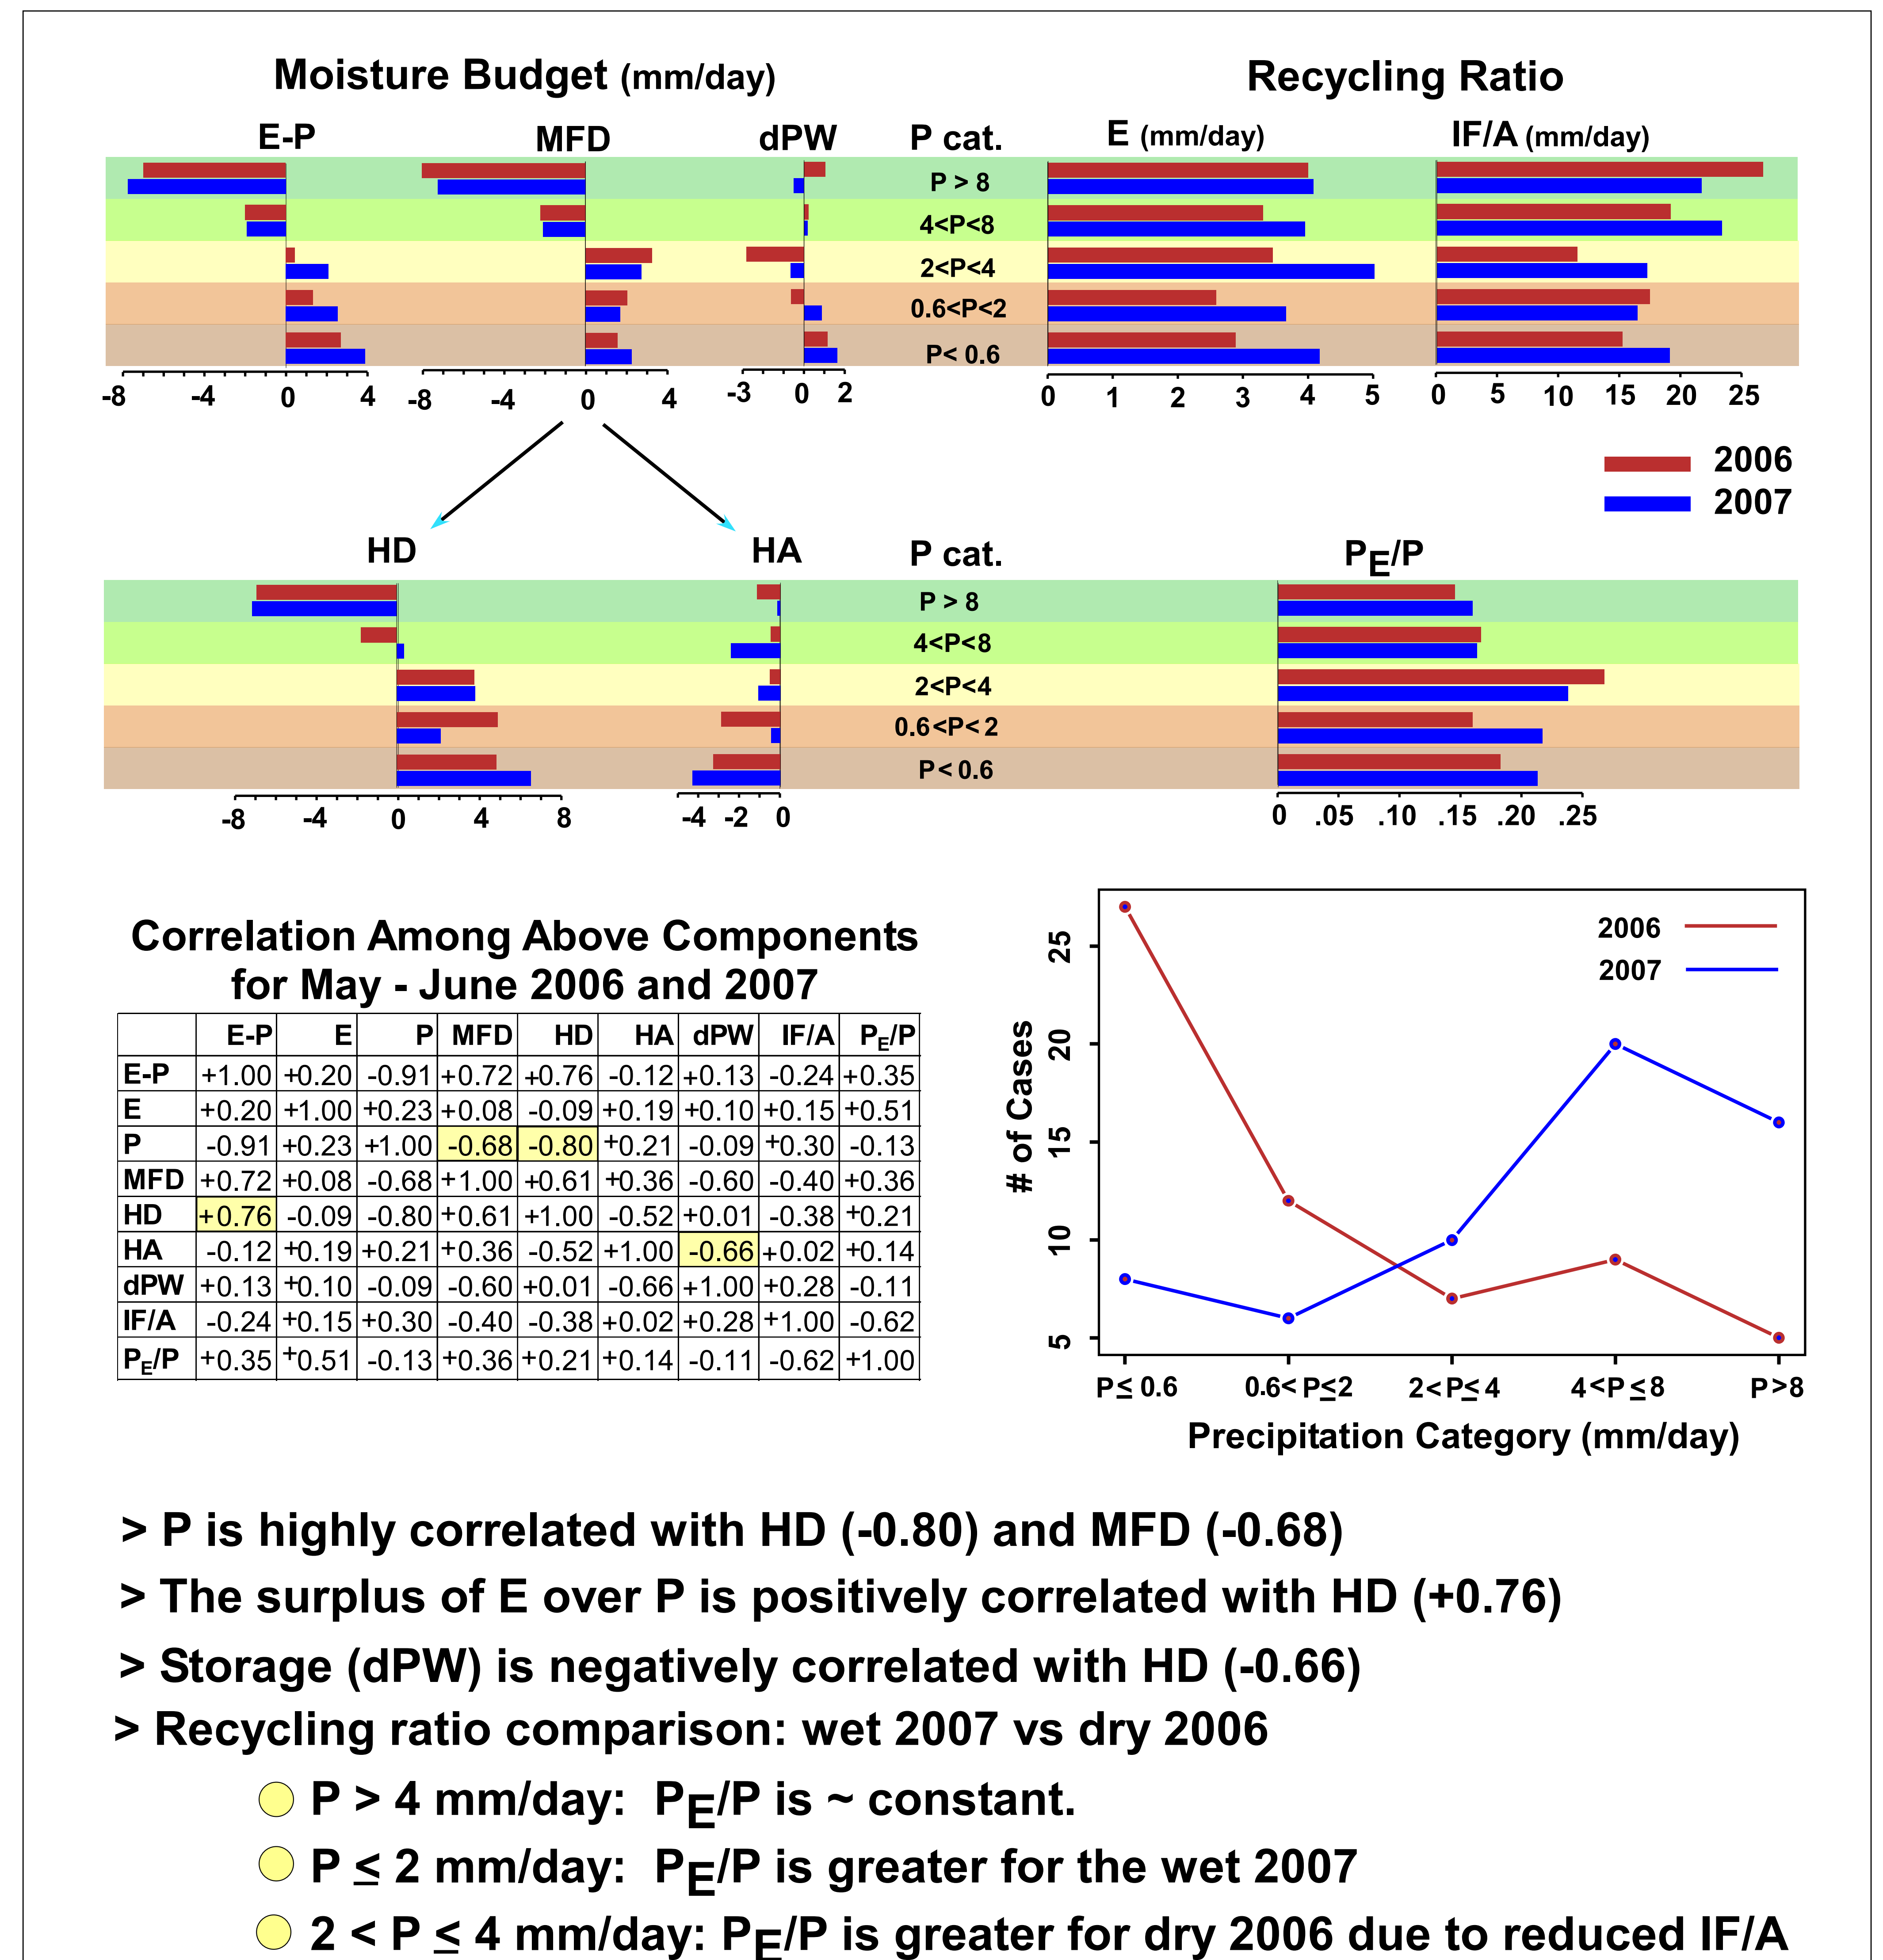 Moisture Budget (mm/day) Recycling Ratio
E-P MFD dPW P cat. E (mm/day) IF/A (mm/day)
P > 8
4<P<8
2<P<4
0.6<P<2
P< 0.6
-8 -4 0 4 -8 -4 0 4 -3 0 2 0 1 2 3 4 5 0 5 10 15 20 25
2006
2007
HD HA P cat. PE/P
P > 8
4<P<8
2<P<4
0.6<P< 2
P< 0.6
-8 -4 0 4 8 -4 -2 0 0 .05 .10 .15 .20 .25
Correlation Among Above Components
for May - June 2006 and 2007
E-P E P MFD HD HA dPW IF/A PE/P
E-P +1.00 +0.20 -0.91 +0.72 +0.76 -0.12 +0.13 -0.24 +0.35
E +0.20 +1.00 +0.23 +0.08 -0.09 +0.19 +0.10 +0.15 +0.51
P -0.91 +0.23 +1.00 -0.68 -0.80 +0.21 -0.09 +0.30 -0.13
MFD +0.72 +0.08 -0.68 +1.00 +0.61 +0.36 -0.60 -0.40 +0.36
HD +0.76 -0.09 -0.80 +0.61 +1.00 -0.52 +0.01 -0.38 +0.21
HA -0.12 +0.19 +0.21 +0.36 -0.52 +1.00 -0.66 +0.02 +0.14
dPW +0.13 +0.10 -0.09 -0.60 +0.01 -0.66 +1.00 +0.28 -0.11
IF/A -0.24 +0.15 +0.30 -0.40 -0.38 +0.02 +0.28 +1.00 -0.62
PE/P +0.35 +0.51 -0.13 +0.36 +0.21 +0.14 -0.11 -0.62 +1.00
2006
2007
# of Cases
25
20
15
10
5
P≤ 0.6 0.6< P≤2 2<P≤ 4 4<P ≤8 P>8
Precipitation Category (mm/day)
> P is highly correlated with HD (-0.80) and MFD (-0.68)
> The surplus of E over P is positively correlated with HD (+0.76)
> Storage (dPW) is negatively correlated with HD (-0.66)
> Recycling ratio comparison: wet 2007 vs dry 2006
P > 4 mm/day: PE/P is ~ constant.
P ≤ 2 mm/day: PE/P is greater for the wet 2007
2 < P ≤ 4 mm/day: PE/P is greater for dry 2006 due to reduced IF/A